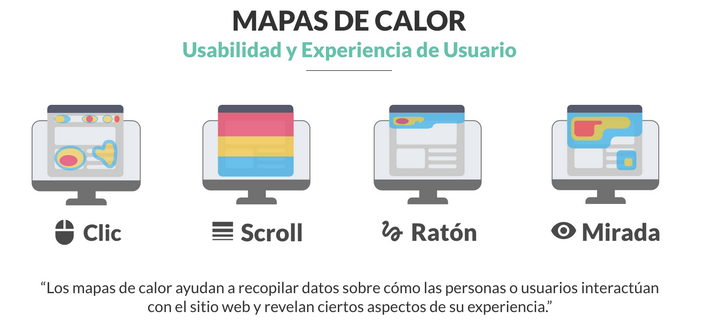 MAPAS DE CALOR
Usabilidad y Experiencia de Usuario
Clic
Scroll
Ratón
Mirada
“Los mapas de calor ayudan a recopilar datos sobre cómo las personas o usuarios interactúan
con el sitio web y revelan ciertos aspectos de su experiencia.”